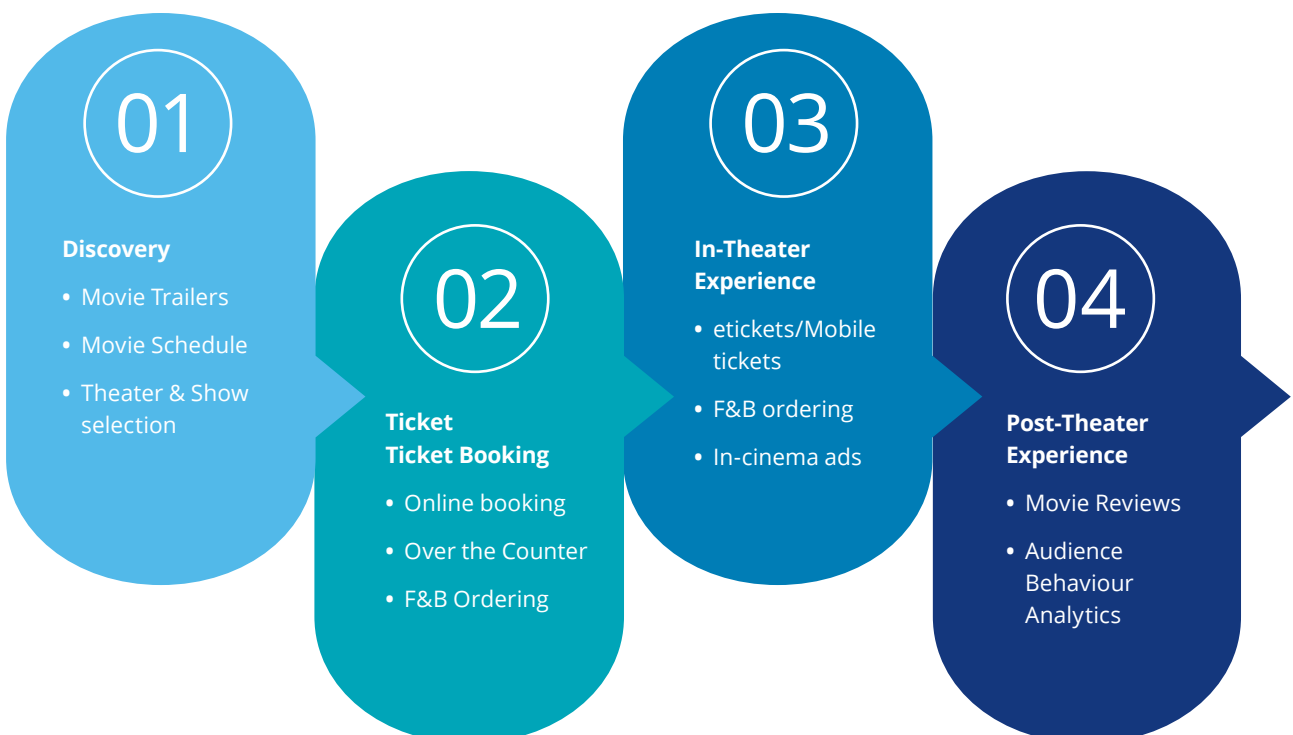 01
Discovery
• Movie Trailers
• Movie Schedule
• Theater & Show
selection
02
Ticket
Ticket Booking
• Online booking
• Over the Counter
• F&B Ordering
03
In-Theater
Experience
• etickets/Mobile
tickets
• F&B ordering
• In-cinema ads
04
Post-Theater
Experience
• Movie Reviews
• Audience
Behaviour
Analytics